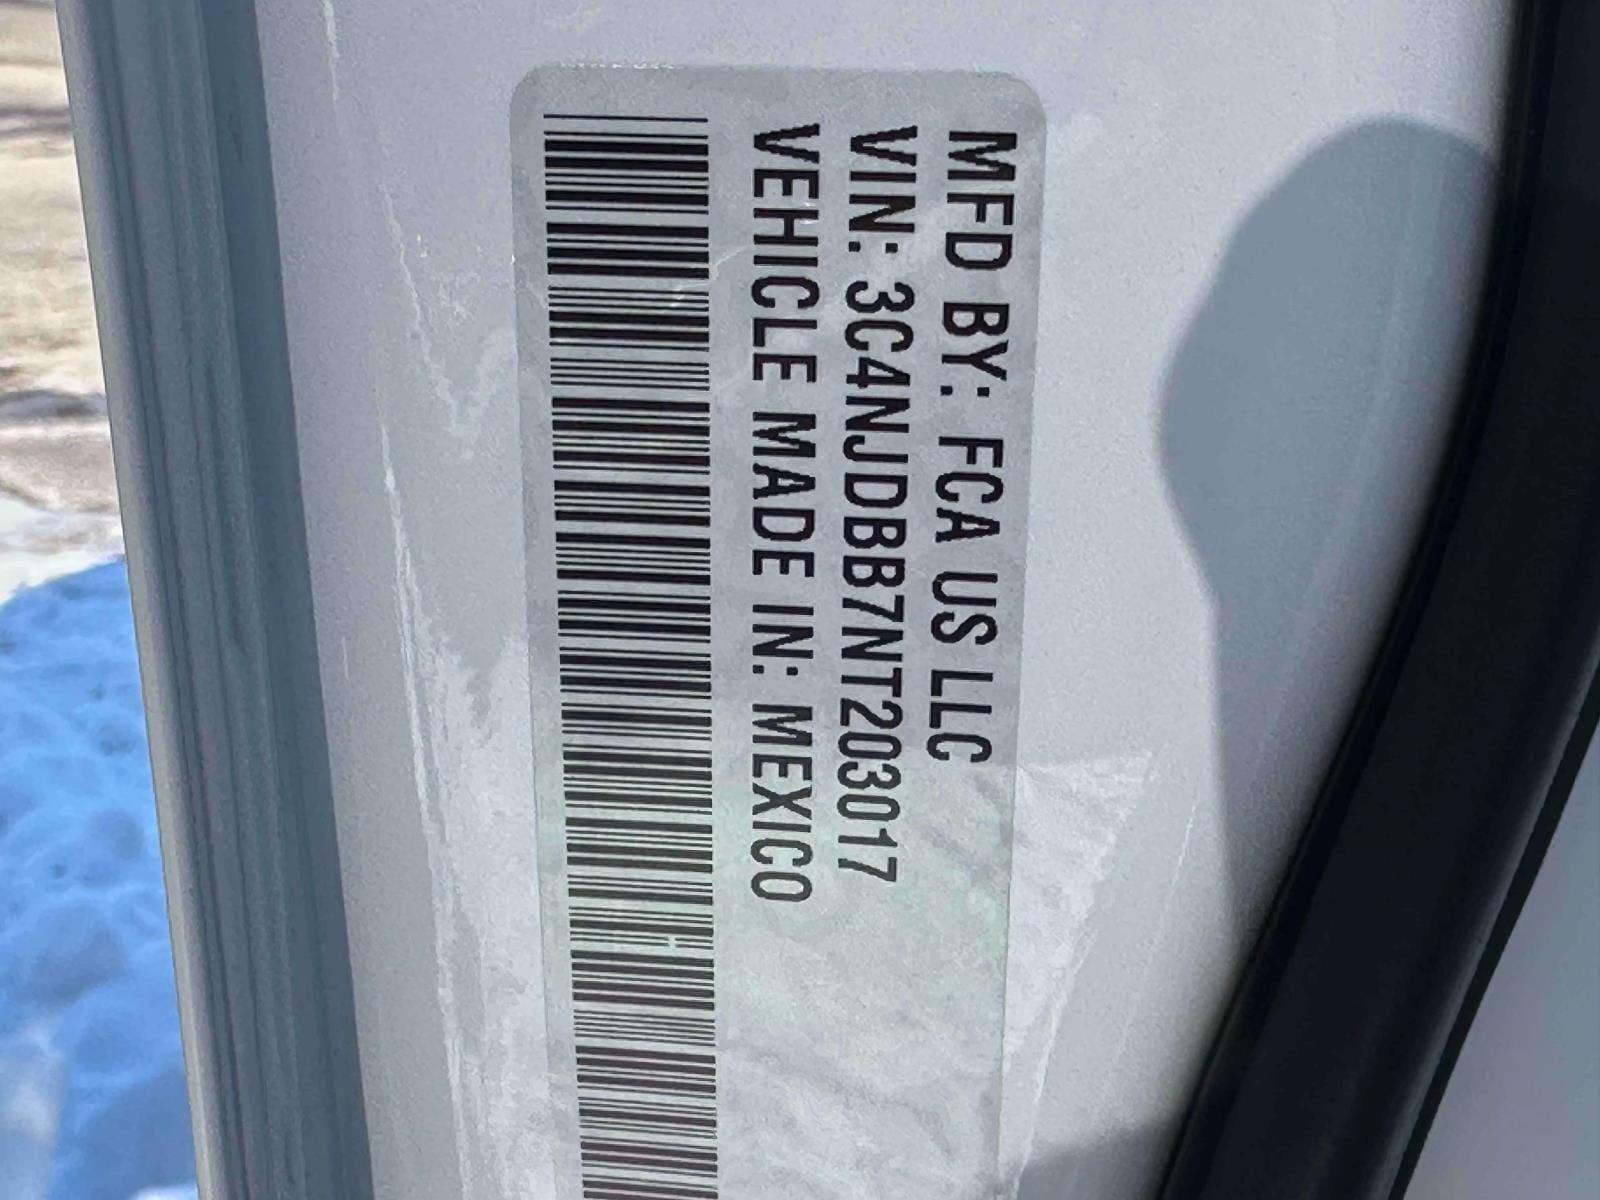 MFD BY: FCA US LLC
VIN: 3C4NJDBB7NT203017
VEHICLE MADE IN: MEXICO